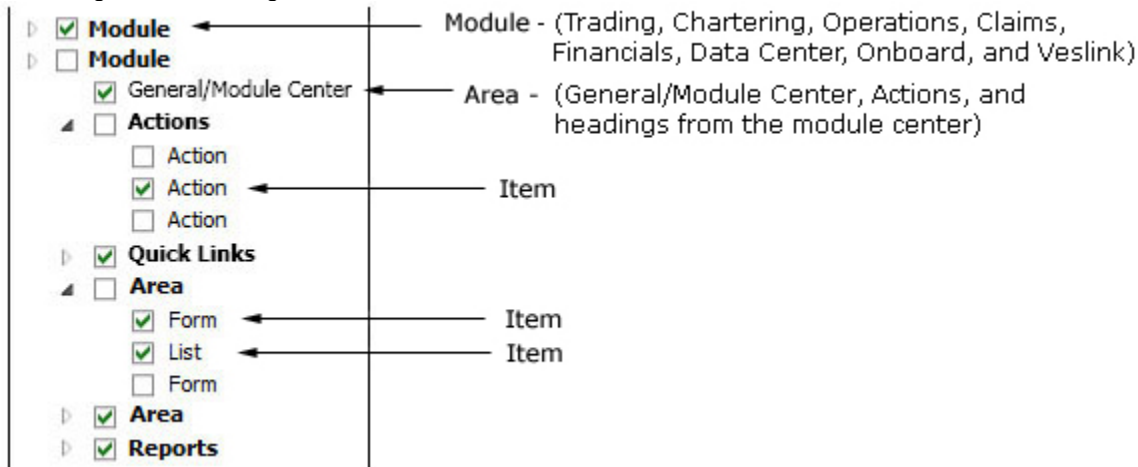 Module
Module - (Trading, Chartering, Operations, Claims,
Financials, Data Center, Onboard, and Veslink)
Module
General/Module Center
Area - (General/Module Center, Actions, and
headings from the module center)
Actions
Action
Action
Item
Action
Quick Links
Area
Form
Item
List
Item
Form
Area
Reports